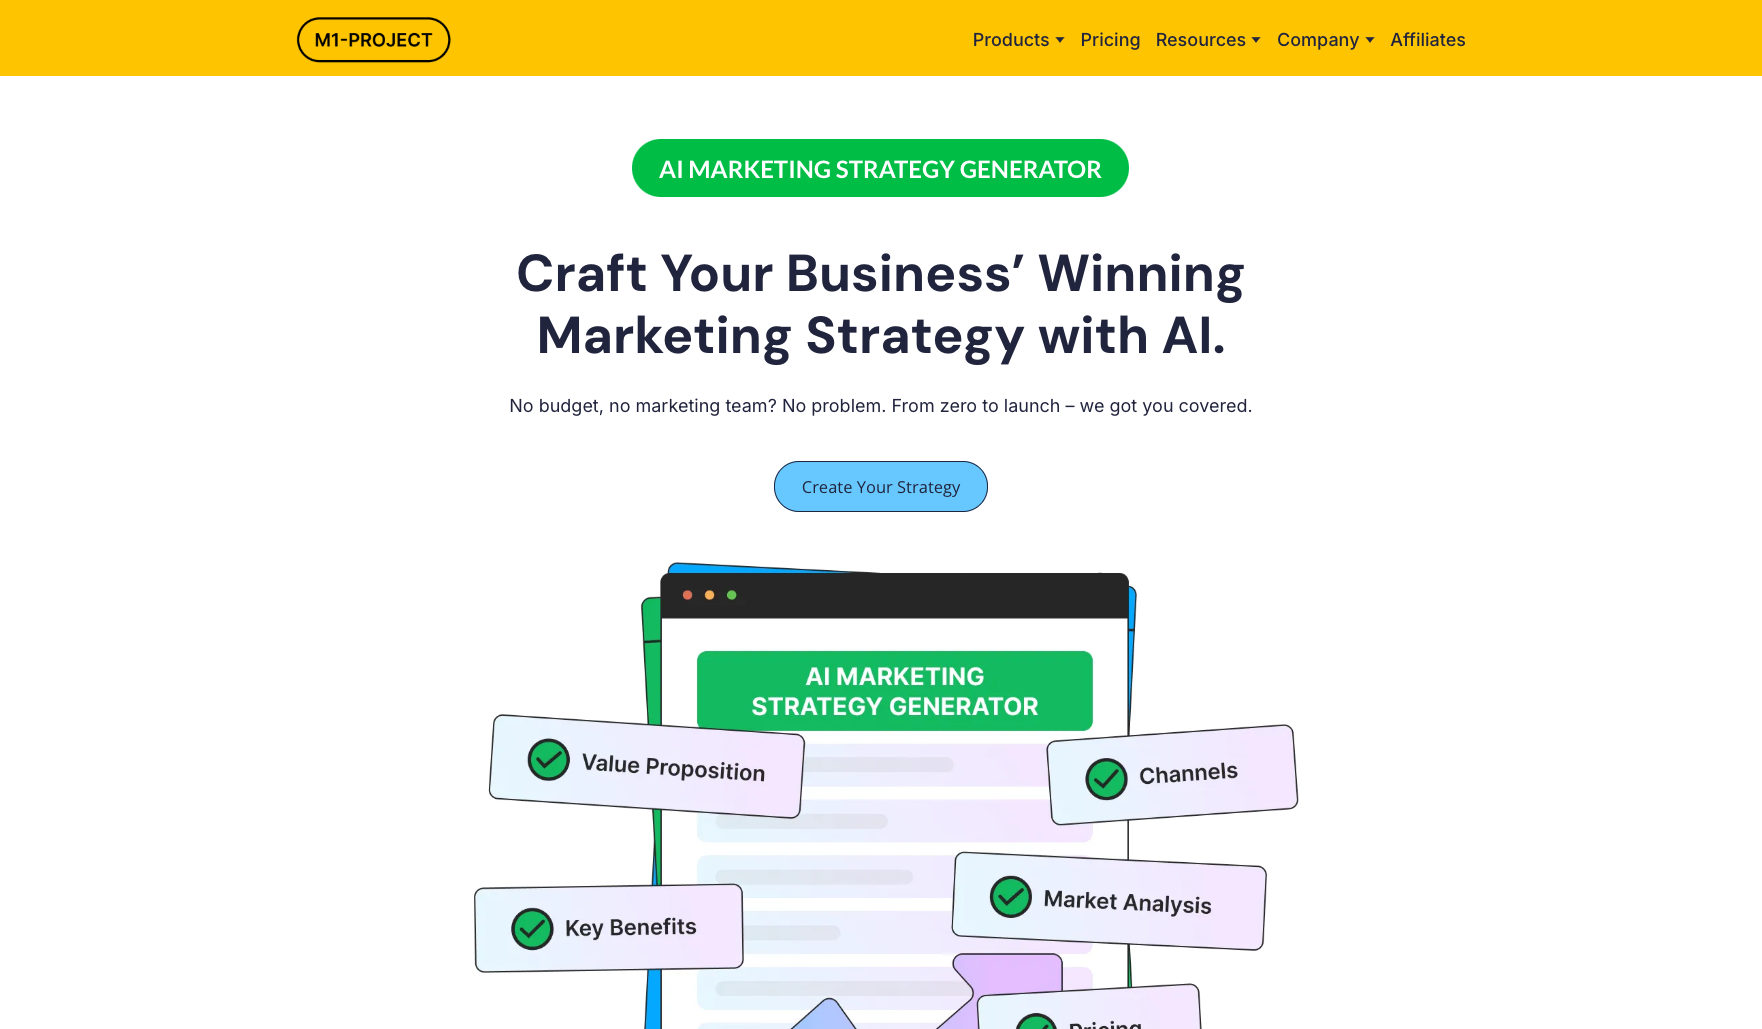 M1-PROJECT
Products
Pricing
Resources
Company
Affiliates
AI MARKETING STRATEGY GENERATOR
Craft Your Business’ Winning
Marketing Strategy with AI.
No budget, no marketing team? No problem. From zero to launch – we got you covered.
Create Your Strategy
AI MARKETING
STRATEGY GENERATOR
Value Proposition
Channels
Key Benefits
Market Analysis
Pricing